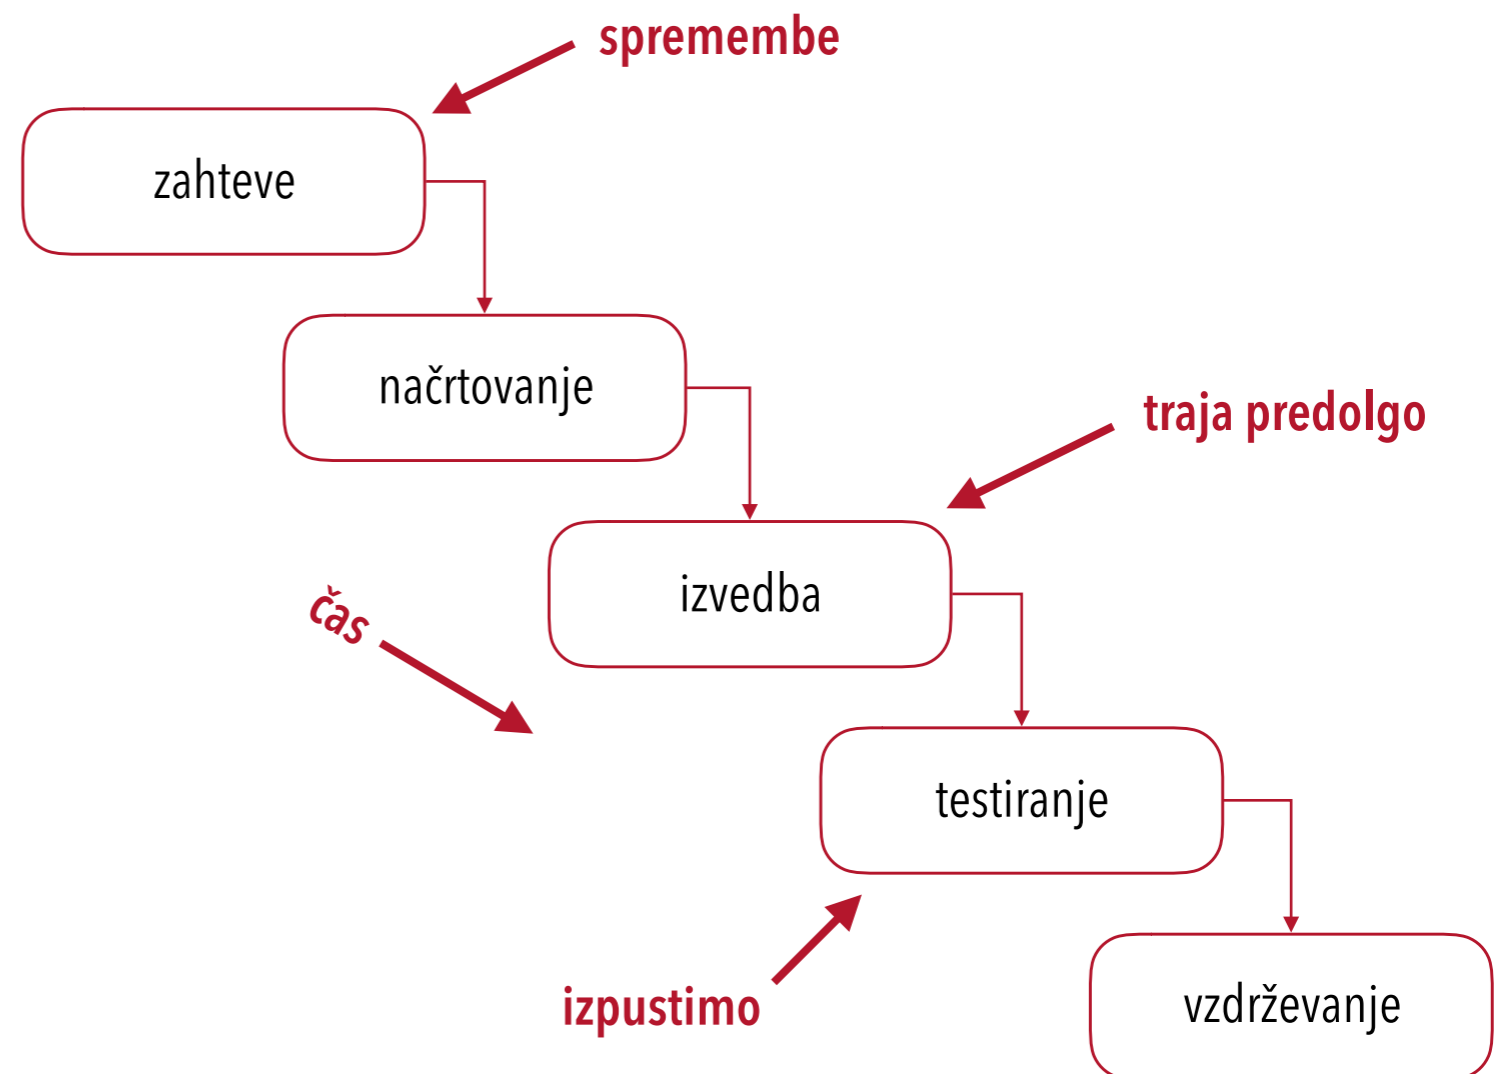 spremembe
zahteve
načrtovanje
traja predolgo
izvedba
čas
testiranje
izpustimo
vzdrževanje